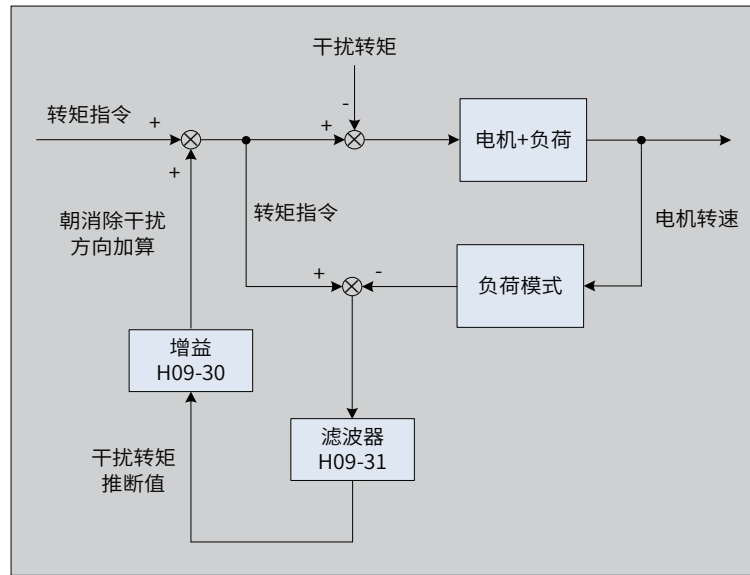 干扰转矩
-
转矩指令
+
+
电机+负荷
+
朝消除干扰
方向加算
转矩指令
电机转速
+
-
负荷模式
增益
H09-30
滤波器
H09-31
干扰转矩
推断值